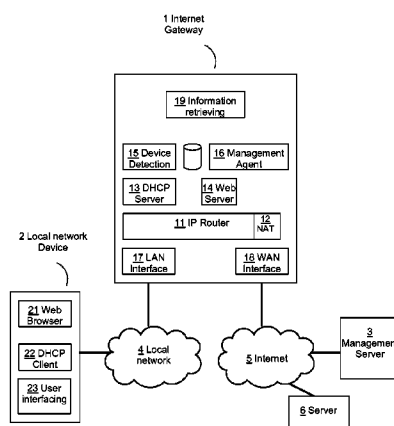 1 Internet
Gateway
19 Information
retrieving
15 Device
Detection
16 Management
Agent
13 DHCP
Server
14 Web
Server
11 IP Router
12
NAT
2 Local network
Device
17 LAN
Interface
18 WAN
Interface
21 Web
Browser
22 DHCP
Client
23 User
interfacing
4 Local
network
5 Internet
3
Management
Server
6 Server